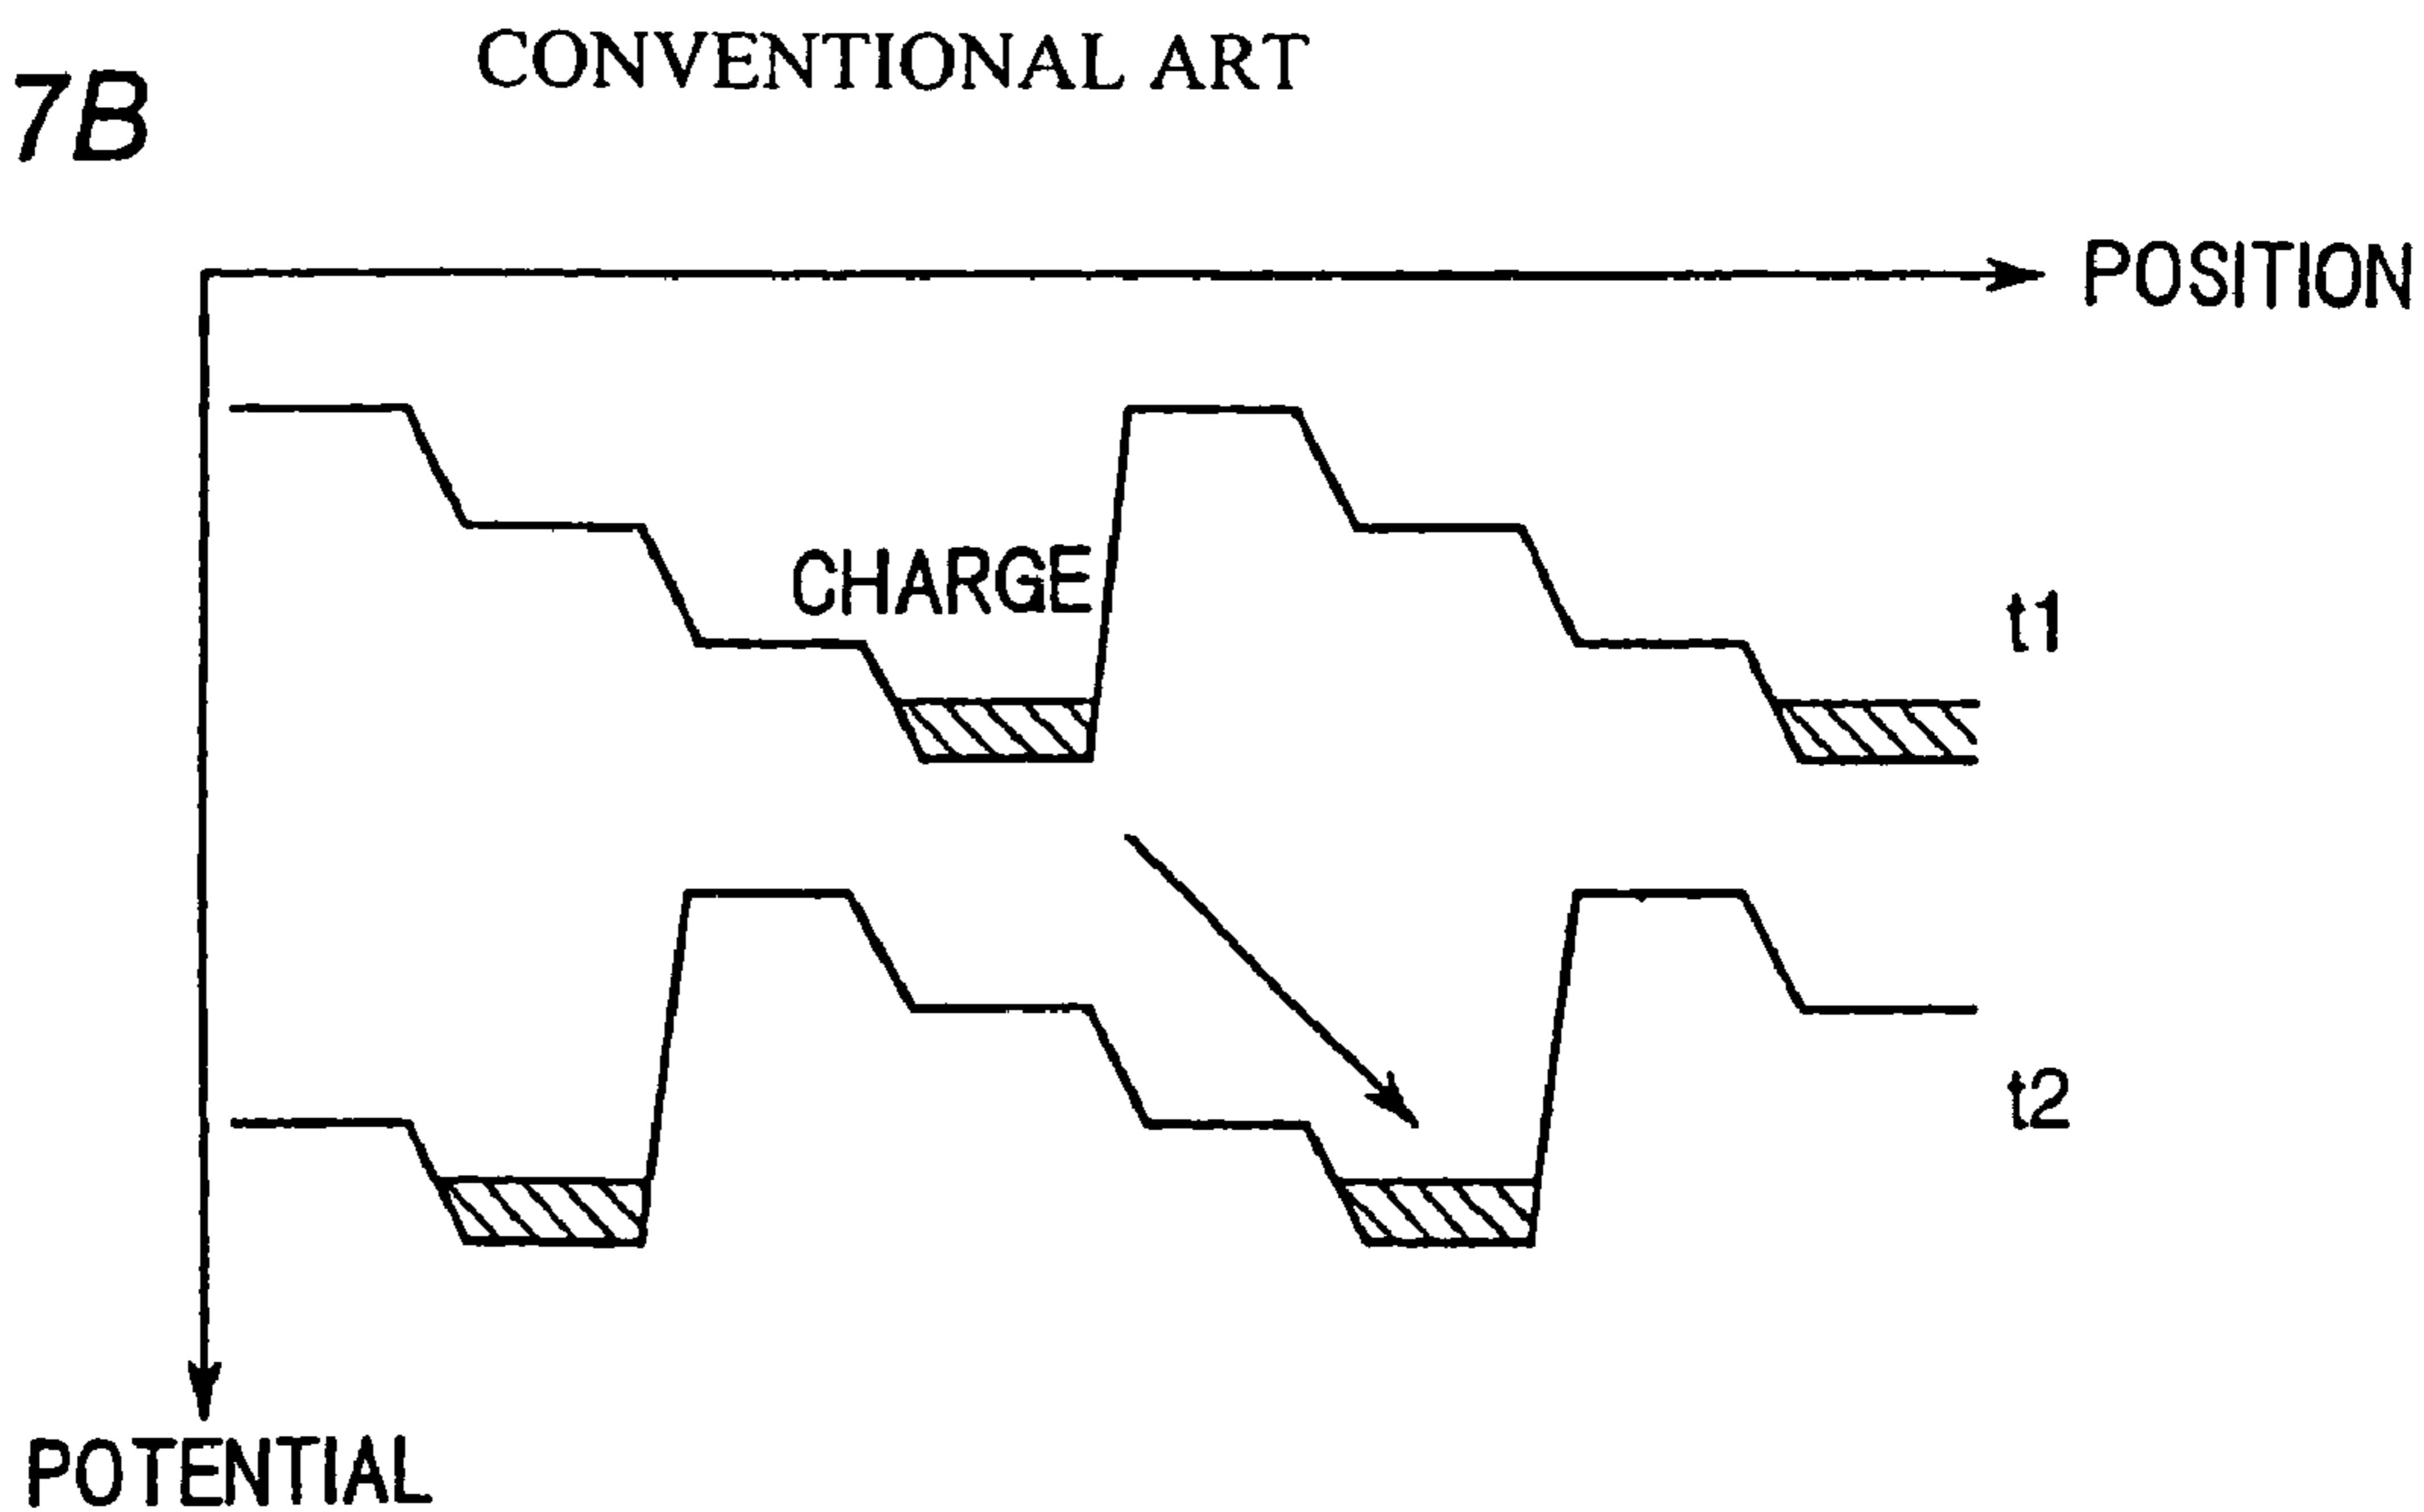 CONVENTIONAL ART
7B
POSITION
CHARGE
t1
t2
POTENTIAL